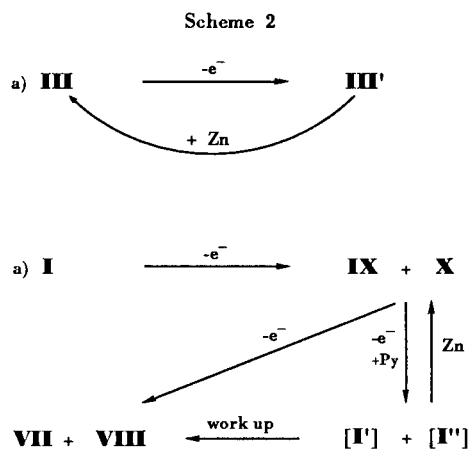 Scheme 2
a) III -e⁻ III'
+ Zn
a) I -e⁻ IX + X
-e⁻ -e⁻ Zn
+Py
VII + VIII work up [I'] + [I'']